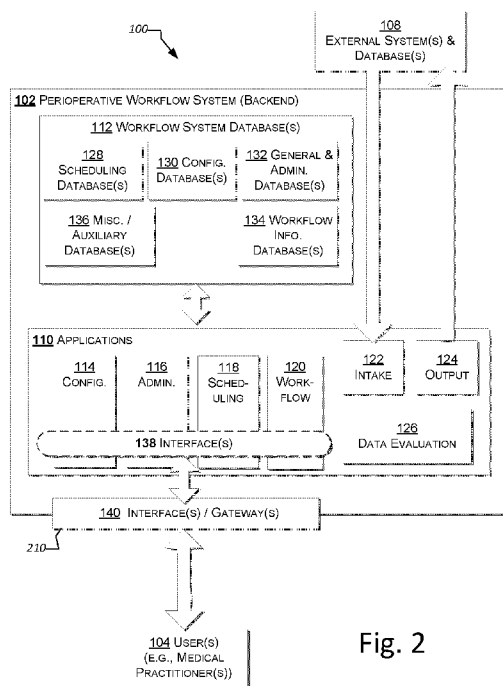 100
108
EXTERNAL SYSTEM(S) &
DATABASE(S)
102 PERIOPERATIVE WORKFLOW SYSTEM (BACKEND)
112 WORKFLOW SYSTEM DATABASE(S)
128
SCHEDULING
DATABASE(S)
130 CONFIG.
DATABASE(S)
132 GENERAL &
ADMIN.
DATABASE(S)
136 MISC. /
AUXILIARY
DATABASE(S)
134 WORKFLOW
INFO.
DATABASE(S)
110 APPLICATIONS
114
CONFIG.
116
ADMIN.
118
SCHED-
ULING
120
WORK-
FLOW
122
INTAKE
124
OUTPUT
126
DATA EVALUATION
138 INTERFACE(S)
140 INTERFACE(S) / GATEWAY(S)
210
104 USER(S)
(E.G., MEDICAL
PRACTITIONER(S))
Fig. 2